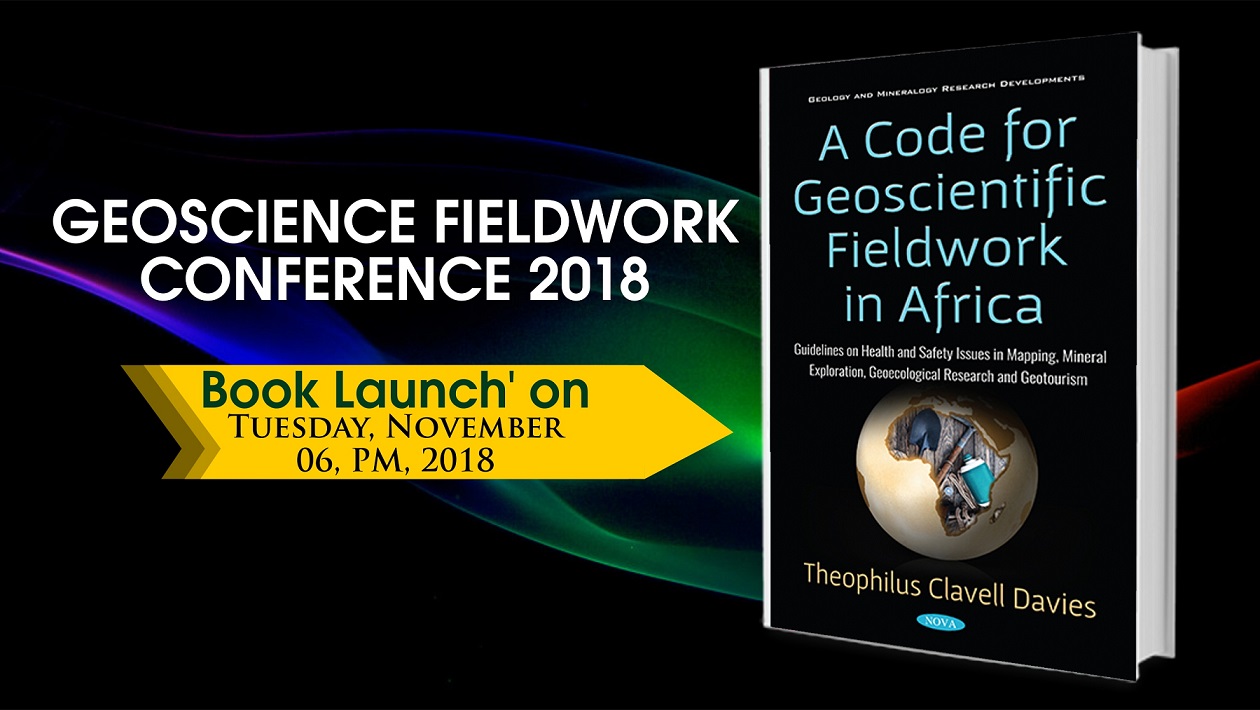 GEOSCIENCE FIELDWORK
CONFERENCE 2018
Book Launch' on
TUESDAY, NOVEMBER
06, PM, 2018
GEOLOGY AND MINERALOGY RESEARCH DEVELOPMENTS
A Code for
Geoscientific
Fieldwork
in Africa
Guidelines on Health and Safety Issues in Mapping, Mineral
Exploration, Geoecological Research and Geotourism
Theophilus Clavell Davies
NOVA